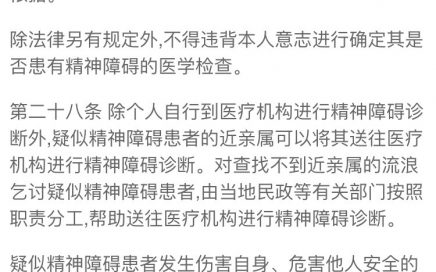 除法律另有规定外,不得违背本人意志进行确定其是
否患有精神障碍的医学检查。
第二十八条 除个人自行到医疗机构进行精神障碍诊
断外,疑似精神障碍患者的近亲属可以将其送往医疗
机构进行精神障碍诊断。对查找不到近亲属的流浪
乞讨疑似精神障碍患者,由当地民政等有关部门按照
职责分工,帮助送往医疗机构进行精神障碍诊断。
疑似精神障碍患者发生伤害自身、危害他人安全的